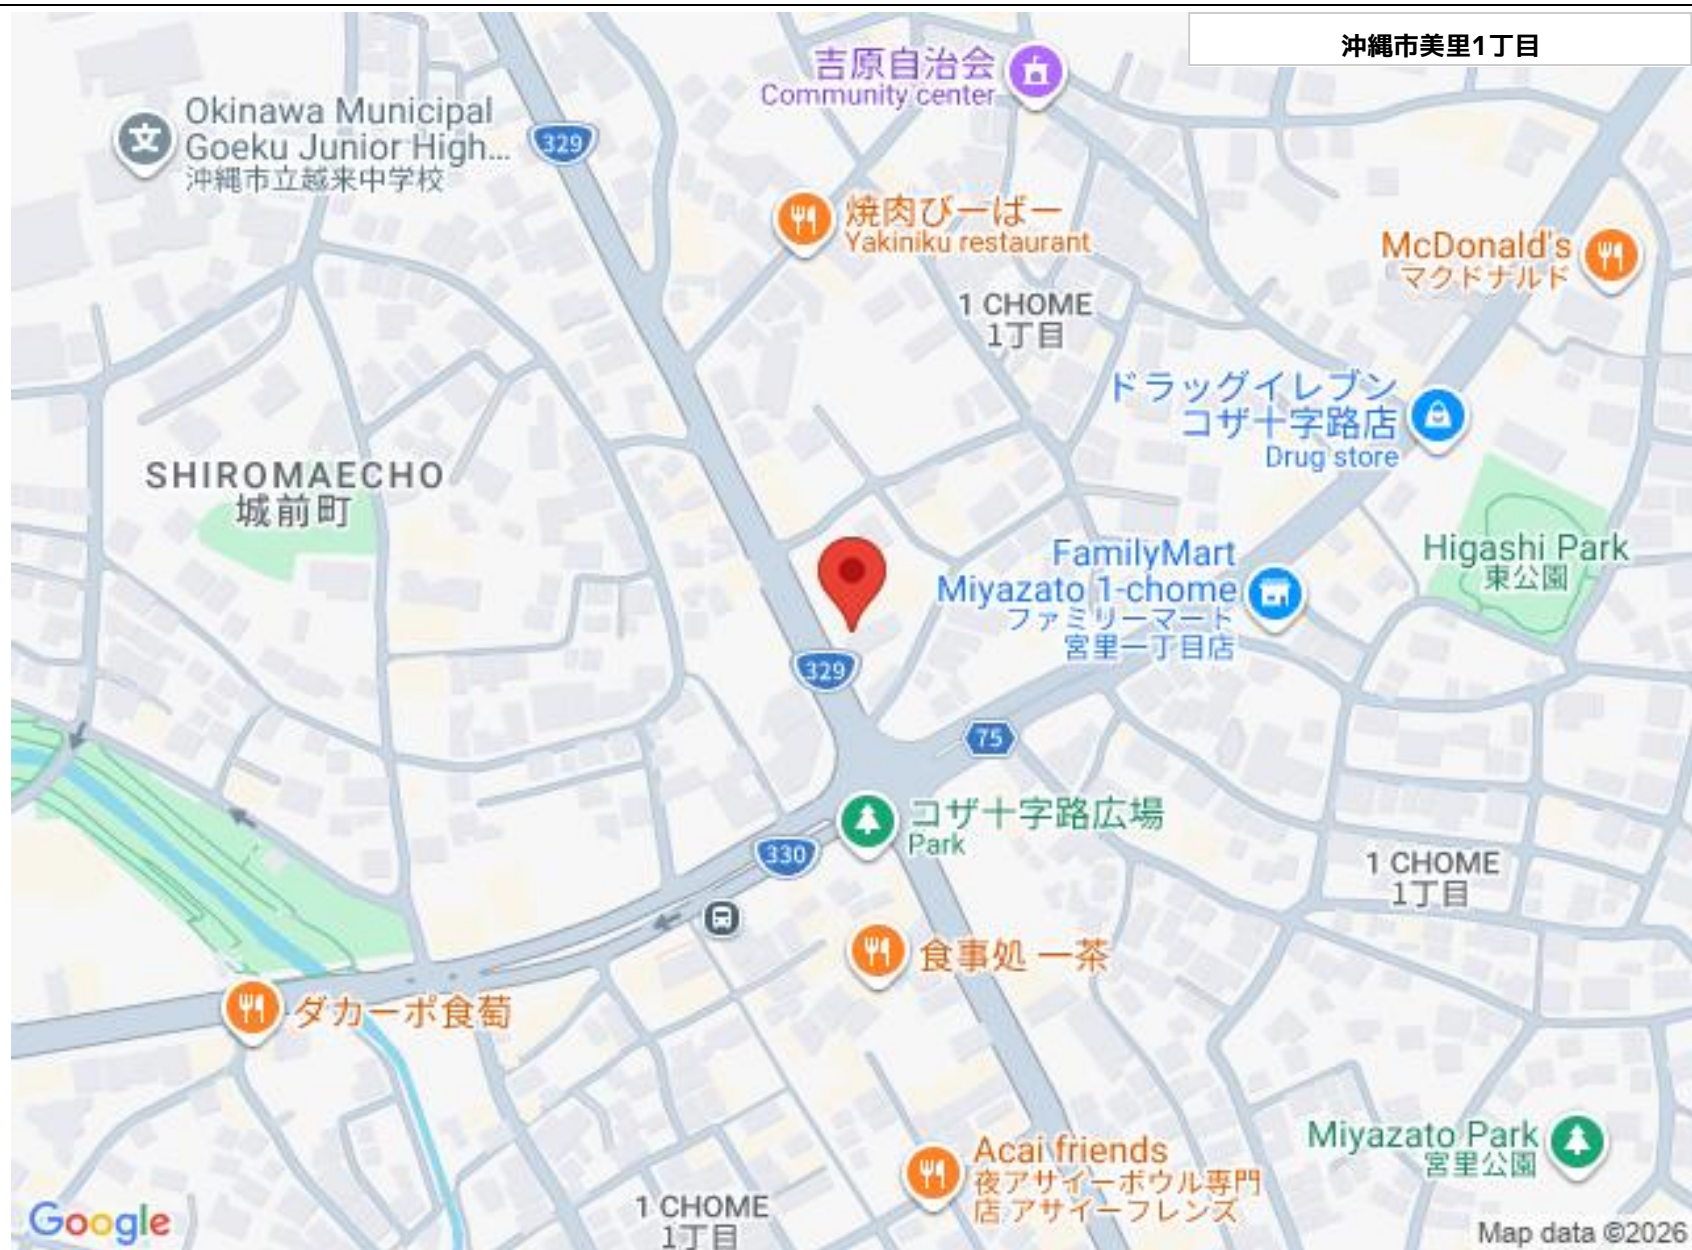 沖縄市美里1丁目
吉原自治会
Community center
Okinawa Municipal
Goeku Junior High...
沖縄市立越来中学校
329
焼肉びーばー
Yakiniku restaurant
McDonald's
マクドナルド
1 CHOME
1丁目
ドラッグイレブン
コザ十字路店
Drug store
SHIROMAECHO
城前町
FamilyMart
Miyazato 1-chome
ファミリーマート
宮里一丁目店
Higashi Park
東公園
329
75
コザ十字路広場
Park
330
1 CHOME
1丁目
食事処 一茶
ダカーポ食萄
Acai friends
夜アサイーボウル専門
店 アサイーフレンズ
Miyazato Park
宮里公園
1 CHOME
1丁目
Google
Map data ©2026